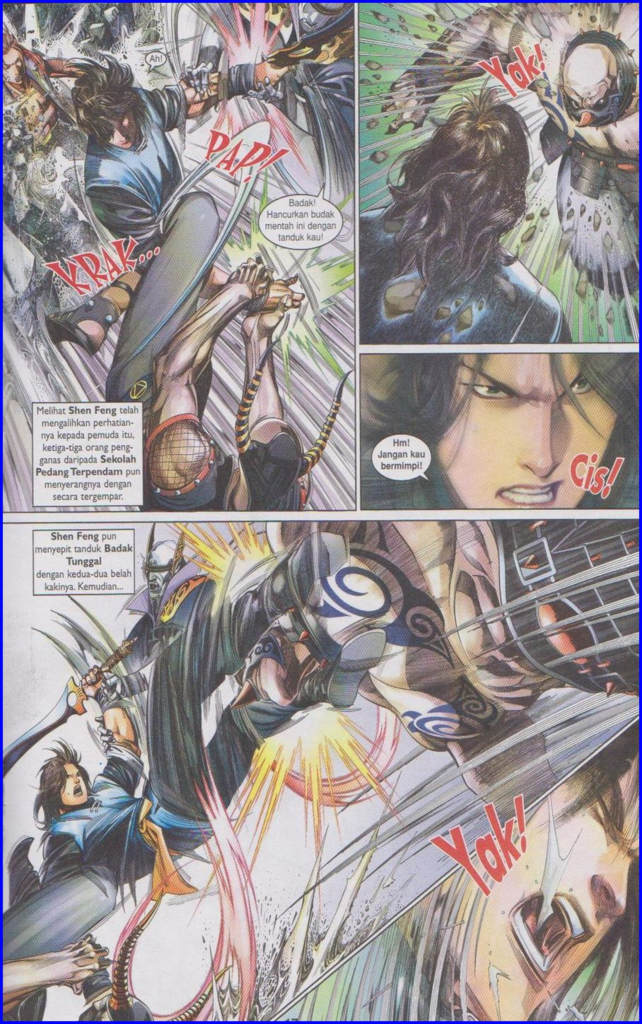 Ah!
PAP!
Badak!
Hancurkan budak
mentah ini dengan
tanduk kau!
KRAK...
Melihat Shen Feng telah
mengalihkan perhatian-
nya kepada pemuda itu,
ketiga-tiga orang peng-
ganas daripada Sekolah
Pedang Terpendam pun
menyerangnya dengan
secara tergempar.
Yak!
Hm!
Jangan kau
bermimpi!
Cis!
Shen Feng pun
menyepit tanduk Badak
Tunggal
dengan kedua-dua belah
kakinya. Kemudian...
Yak!